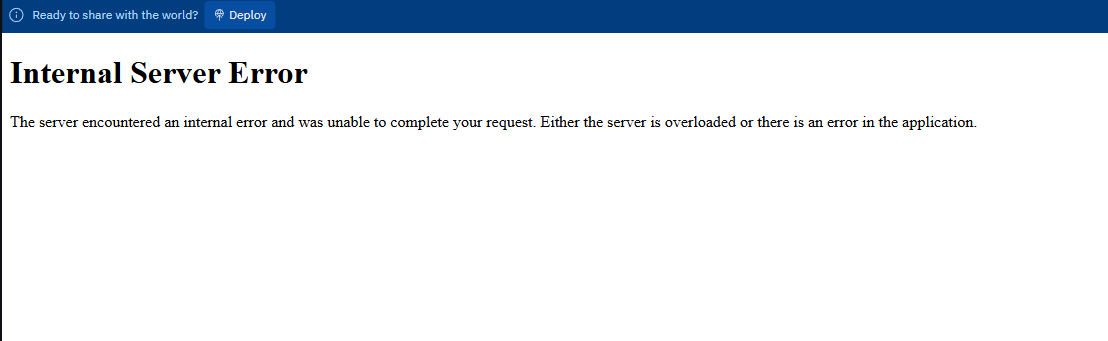 Ready to share with the world? Deploy
Internal Server Error
The server encountered an internal error and was unable to complete your request. Either the server is overloaded or there is an error in the application.